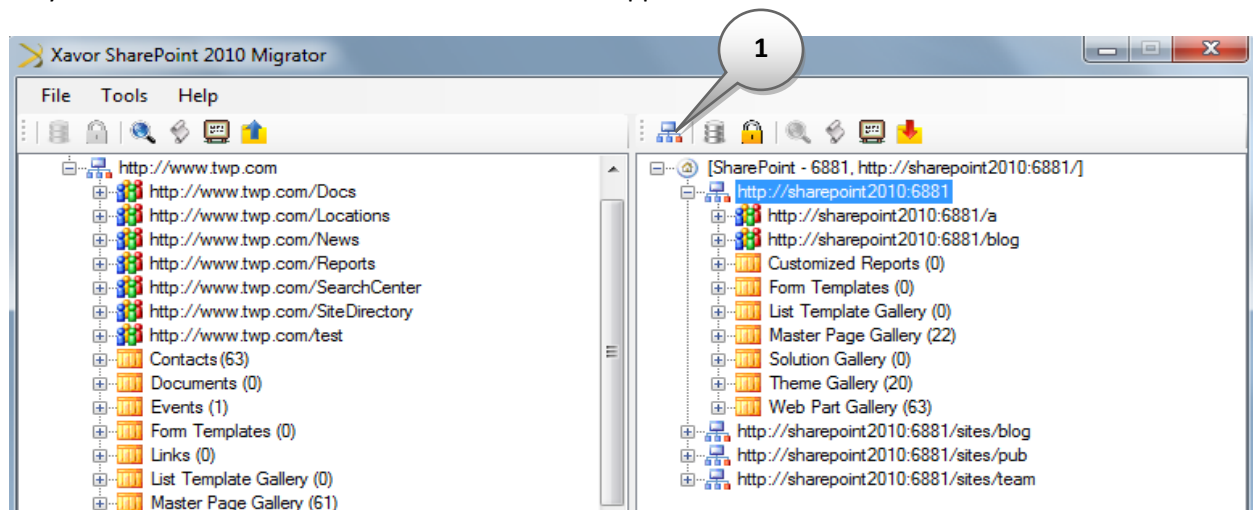 1
Xavor SharePoint 2010 Migrator
File Tools Help
http://www.twp.com
http://www.twp.com/Docs
http://www.twp.com/Locations
http://www.twp.com/News
http://www.twp.com/Reports
http://www.twp.com/SearchCenter
http://www.twp.com/SiteDirectory
http://www.twp.com/test
Contacts (63)
Documents (0)
Events (1)
Form Templates (0)
Links (0)
List Template Gallery (0)
Master Page Gallery (61)
[SharePoint - 6881, http://sharepoint2010:6881/]
http://sharepoint2010:6881
http://sharepoint2010:6881/a
http://sharepoint2010:6881/blog
Customized Reports (0)
Form Templates (0)
List Template Gallery (0)
Master Page Gallery (22)
Solution Gallery (0)
Theme Gallery (20)
Web Part Gallery (63)
http://sharepoint2010:6881/sites/blog
http://sharepoint2010:6881/sites/pub
http://sharepoint2010:6881/sites/team